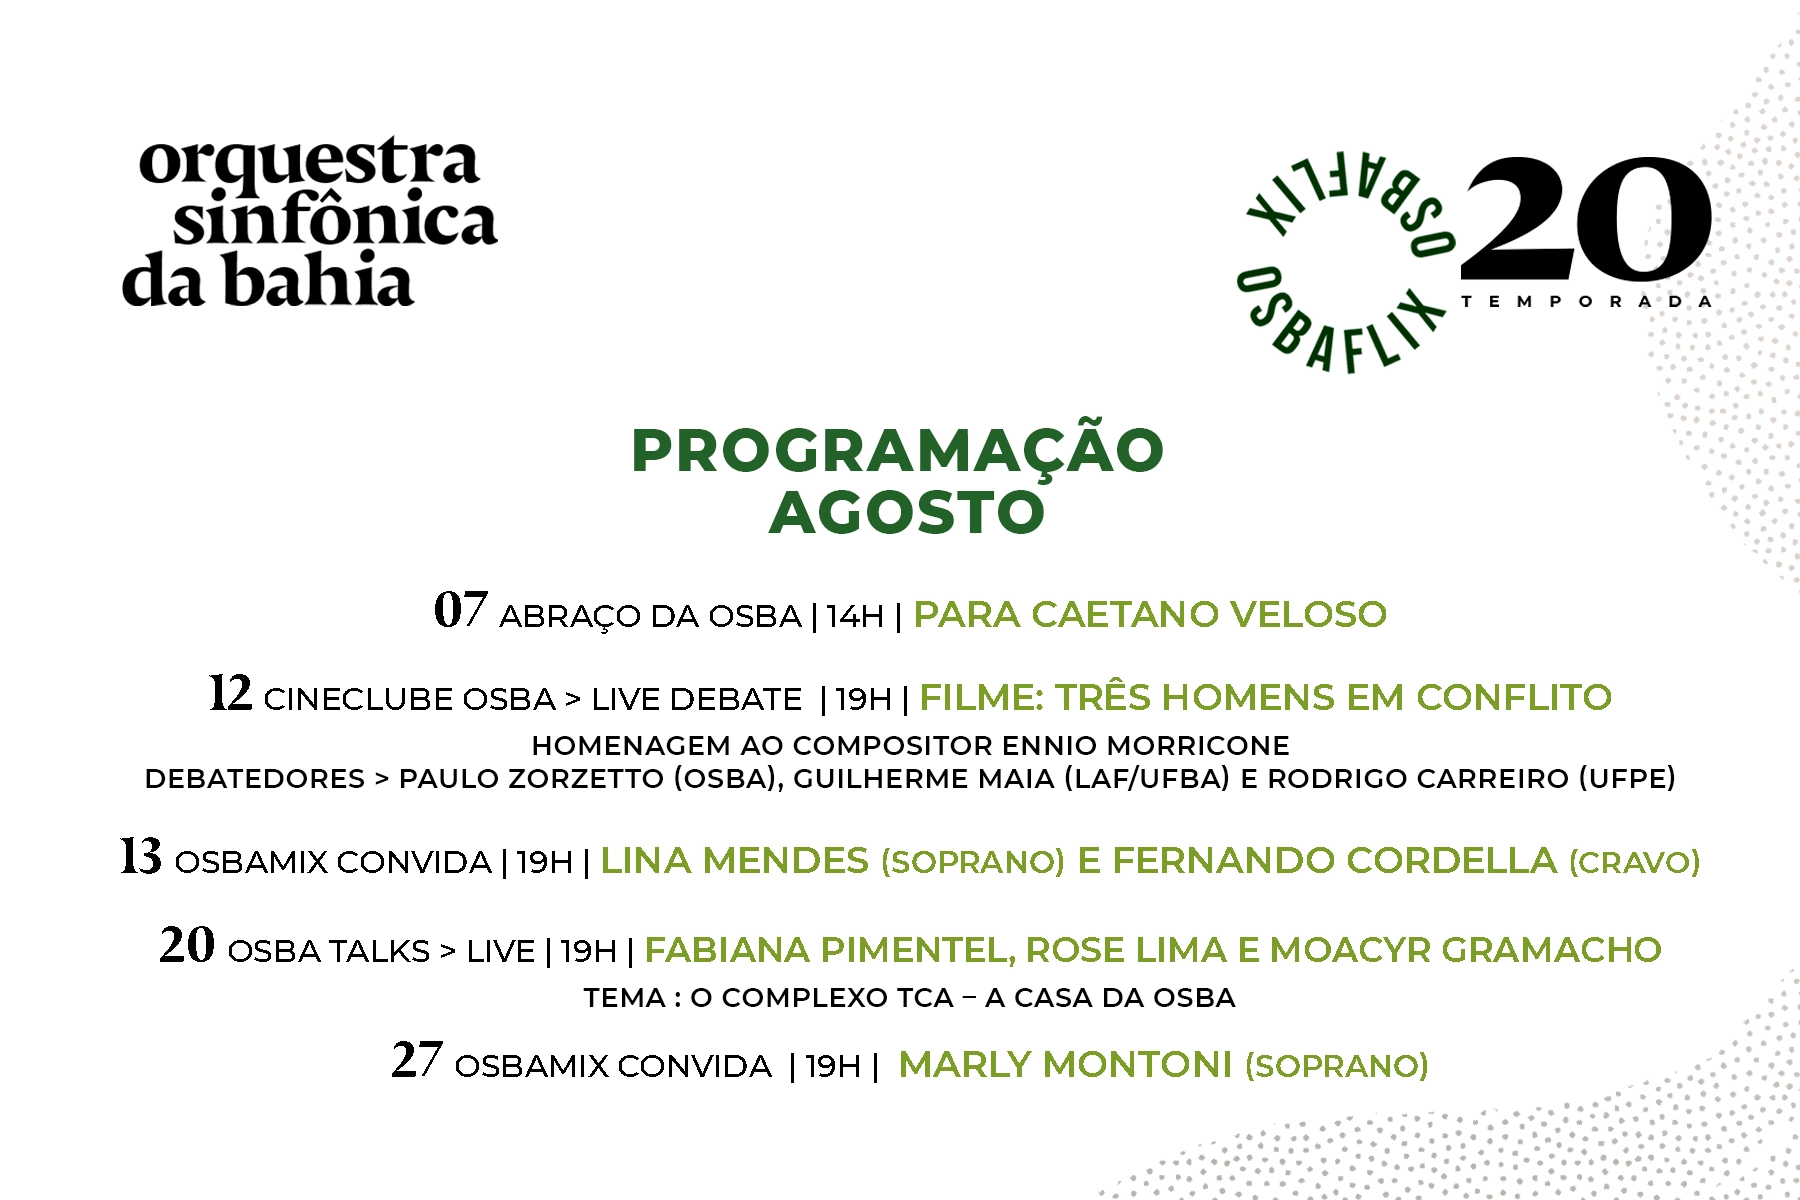 orquestra
sinfônica
da bahia
OSBAFLIX OSBAFLIX
20
TEMPORADA
PROGRAMAÇÃO
AGOSTO
07 ABRAÇO DA OSBA | 14H | PARA CAETANO VELOSO
12 CINECLUBE OSBA > LIVE DEBATE | 19H | FILME: TRÊS HOMENS EM CONFLITO
HOMENAGEM AO COMPOSITOR ENNIO MORRICONE
DEBATEDORES > PAULO ZORZETTO (OSBA), GUILHERME MAIA (LAF/UFBA) E RODRIGO CARREIRO (UFPE)
13 OSBAMIX CONVIDA | 19H | LINA MENDES (SOPRANO) E FERNANDO CORDELLA (CRAVO)
20 OSBA TALKS > LIVE | 19H | FABIANA PIMENTEL, ROSE LIMA E MOACYR GRAMACHO
TEMA : O COMPLEXO TCA – A CASA DA OSBA
27 OSBAMIX CONVIDA | 19H | MARLY MONTONI (SOPRANO)